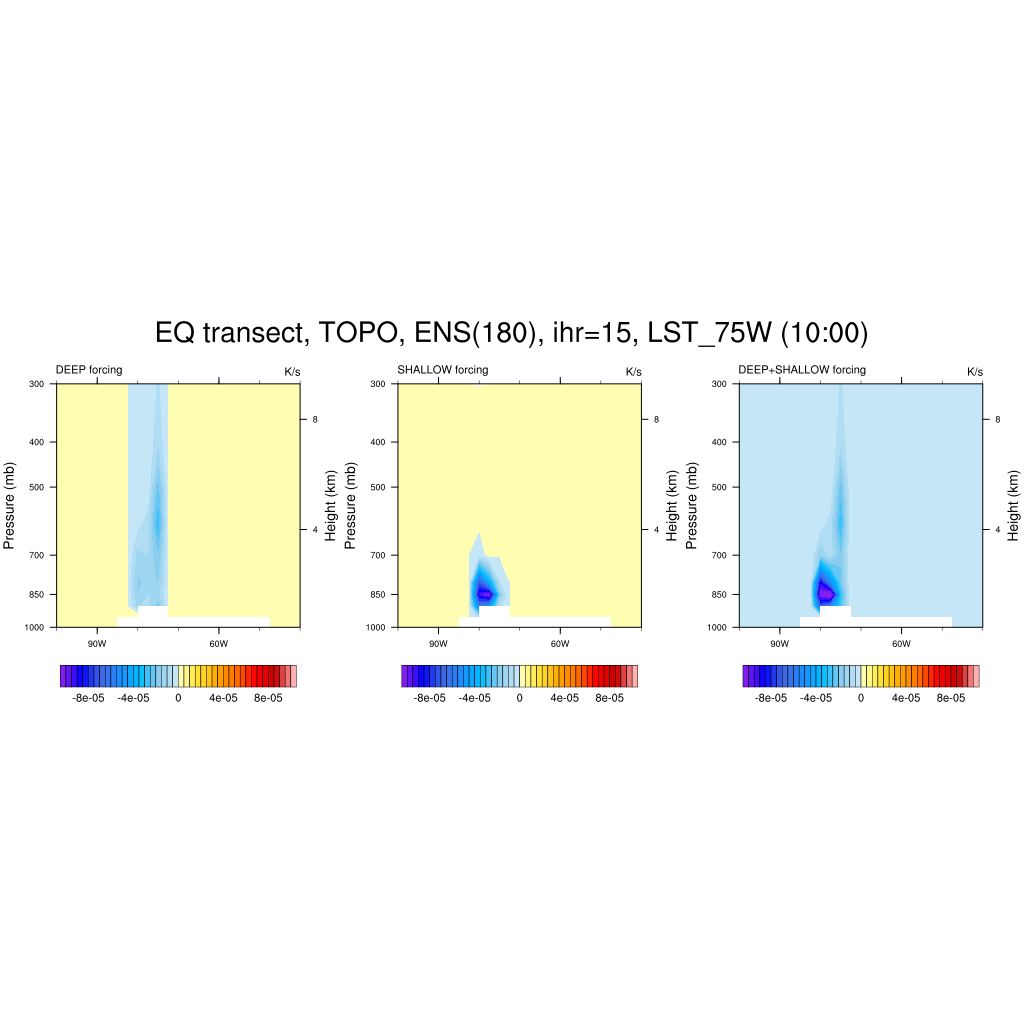 EQ transect, TOPO, ENS(180), ihr=15, LST_75W (10:00)
DEEP forcing K/s
300
400
500
700
850
1000
Pressure (mb)
8
4
Height (km)
90W 60W
-8e-05 -4e-05 0 4e-05 8e-05
SHALLOW forcing K/s
300
400
500
700
850
1000
Pressure (mb)
8
4
Height (km)
90W 60W
-8e-05 -4e-05 0 4e-05 8e-05
DEEP+SHALLOW forcing K/s
300
400
500
700
850
1000
Pressure (mb)
8
4
Height (km)
90W 60W
-8e-05 -4e-05 0 4e-05 8e-05